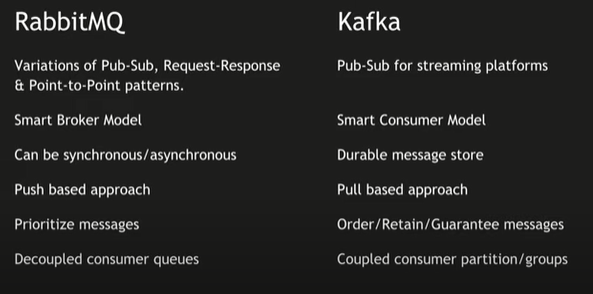 RabbitMQ
Variations of Pub-Sub, Request-Response
& Point-to-Point patterns.
Smart Broker Model
Can be synchronous/asynchronous
Push based approach
Prioritize messages
Decoupled consumer queues
Kafka
Pub-Sub for streaming platforms
Smart Consumer Model
Durable message store
Pull based approach
Order/Retain/Guarantee messages
Coupled consumer partition/groups